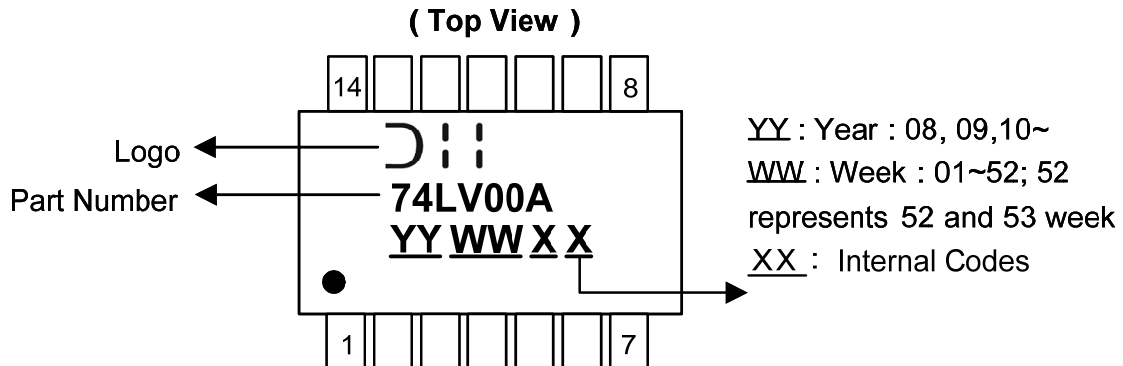 ( Top View )
14 8
Logo
Part Number
74LV00A
YY WW X X
1 7
YY : Year : 08, 09,10~
WW : Week : 01~52; 52
represents 52 and 53 week
XX : Internal Codes